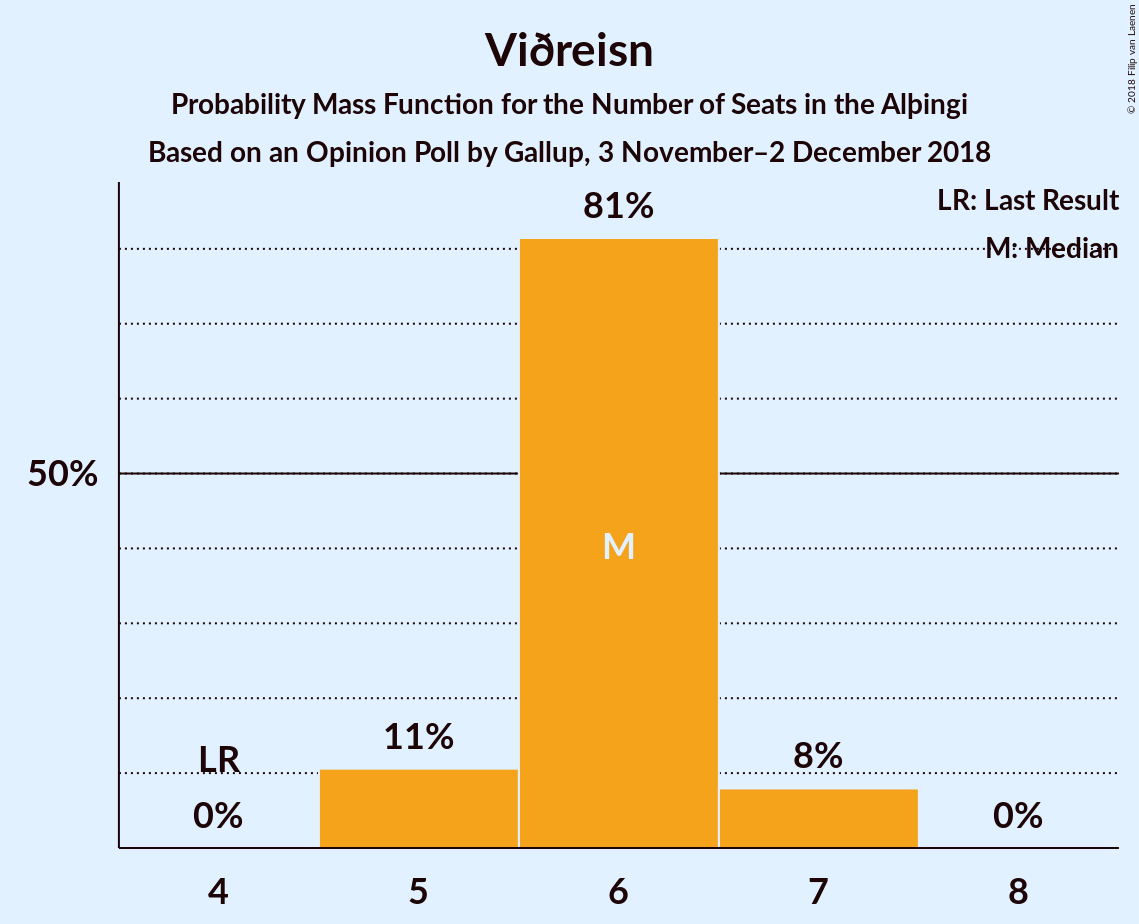 Viðreisn
Probability Mass Function for the Number of Seats in the Alþingi
Based on an Opinion Poll by Gallup, 3 November–2 December 2018
© 2018 Filip van Laenen
LR: Last Result
M: Median
81%
50%
M
LR
11%
8%
0%
0%
4 5 6 7 8